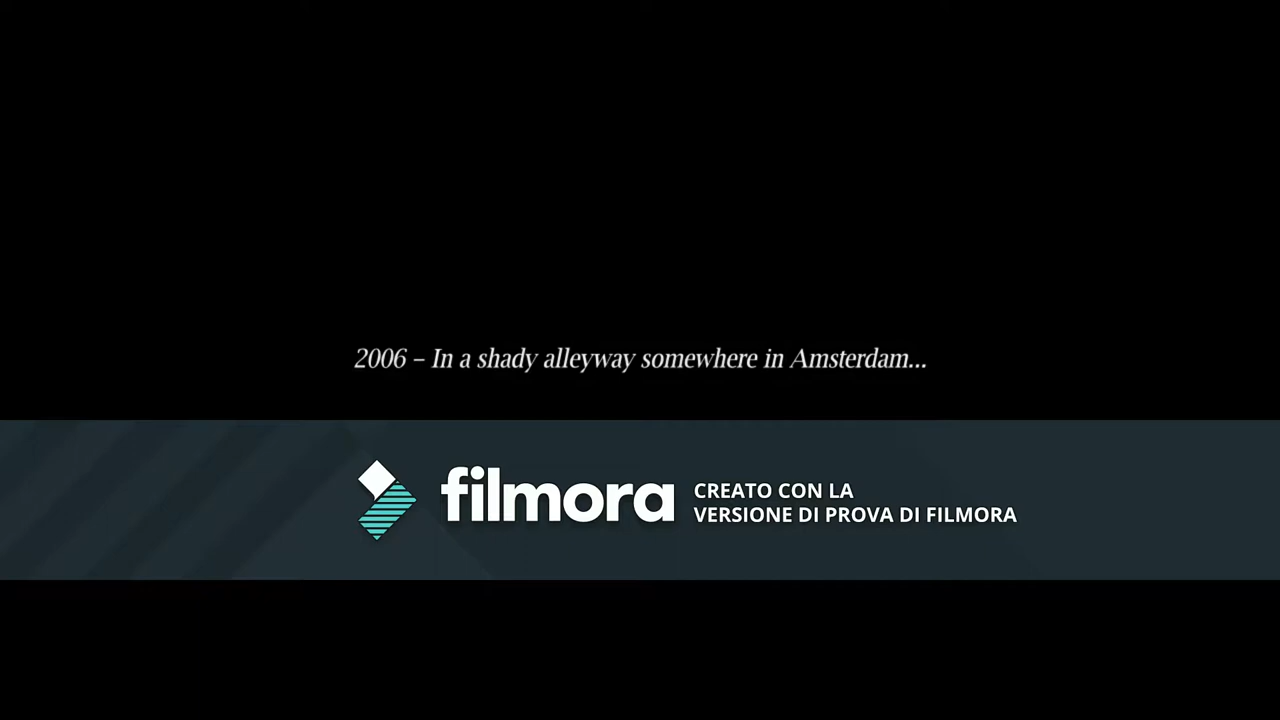 2006 – In a shady alleyway somewhere in Amsterdam...
filmora
CREATO CON LA
VERSIONE DI PROVA DI FILMORA